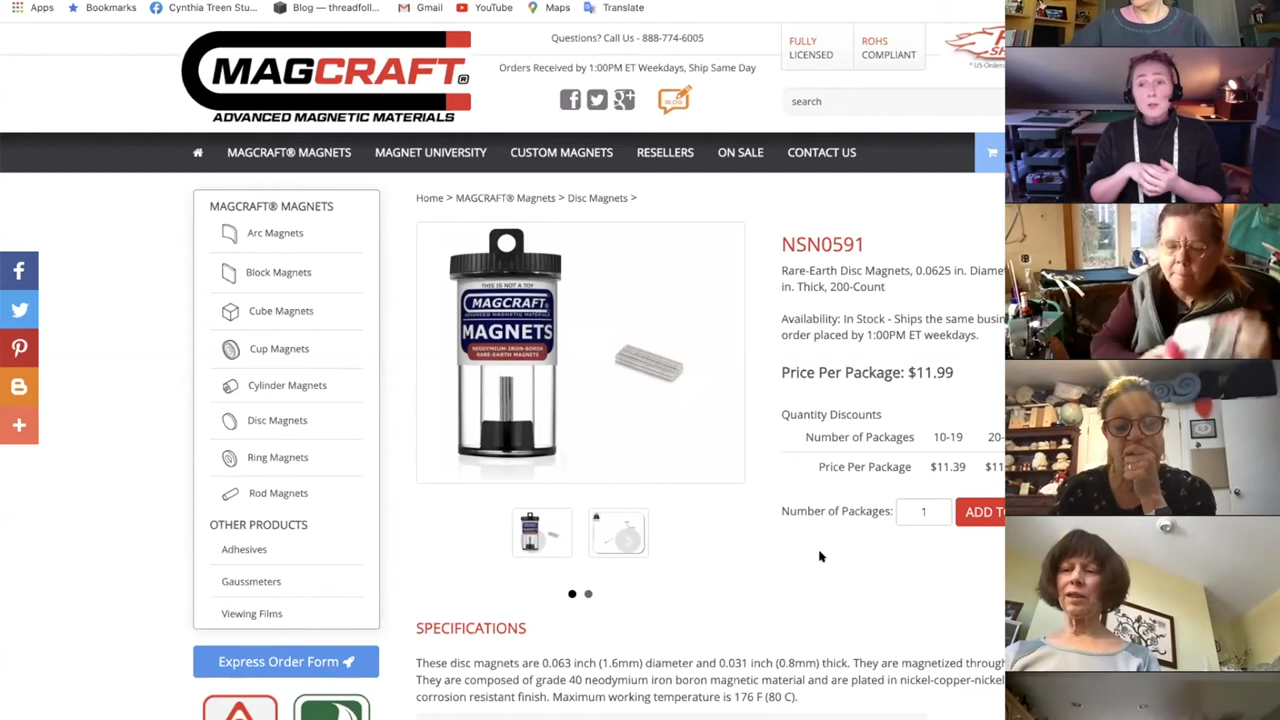 Apps
Bookmarks
Cynthia Treen Stu...
Blog — threadfoll...
Gmail
YouTube
Maps
Translate
MAGCRAFT®
ADVANCED MAGNETIC MATERIALS
Questions? Call Us - 888-774-6005
Orders Received by 1:00PM ET Weekdays, Ship Same Day
BLOG
FULLY
LICENSED
ROHS
COMPLIANT
* US Orders
search
MAGCRAFT® MAGNETS
MAGNET UNIVERSITY
CUSTOM MAGNETS
RESELLERS
ON SALE
CONTACT US
MAGCRAFT® MAGNETS
Arc Magnets
Block Magnets
Cube Magnets
Cup Magnets
Cylinder Magnets
Disc Magnets
Ring Magnets
Rod Magnets
OTHER PRODUCTS
Adhesives
Gaussmeters
Viewing Films
Express Order Form
Home > MAGCRAFT® Magnets > Disc Magnets >
THIS IS NOT A TOY
MAGCRAFT
ADVANCED MAGNETIC MATERIALS
MAGNETS
NEODYMIUM-IRON-BORON
RARE-EARTH MAGNETS
NSN0591
Rare-Earth Disc Magnets, 0.0625 in. Diame
in. Thick, 200-Count
Availability: In Stock - Ships the same busin
order placed by 1:00PM ET weekdays.
Price Per Package: $11.99
Quantity Discounts
Number of Packages 10-19 20-
Price Per Package $11.39 $11
Number of Packages: 1 ADD TO
SPECIFICATIONS
These disc magnets are 0.063 inch (1.6mm) diameter and 0.031 inch (0.8mm) thick. They are magnetized through
They are composed of grade 40 neodymium iron boron magnetic material and are plated in nickel-copper-nickel
corrosion resistant finish. Maximum working temperature is 176 F (80 C).